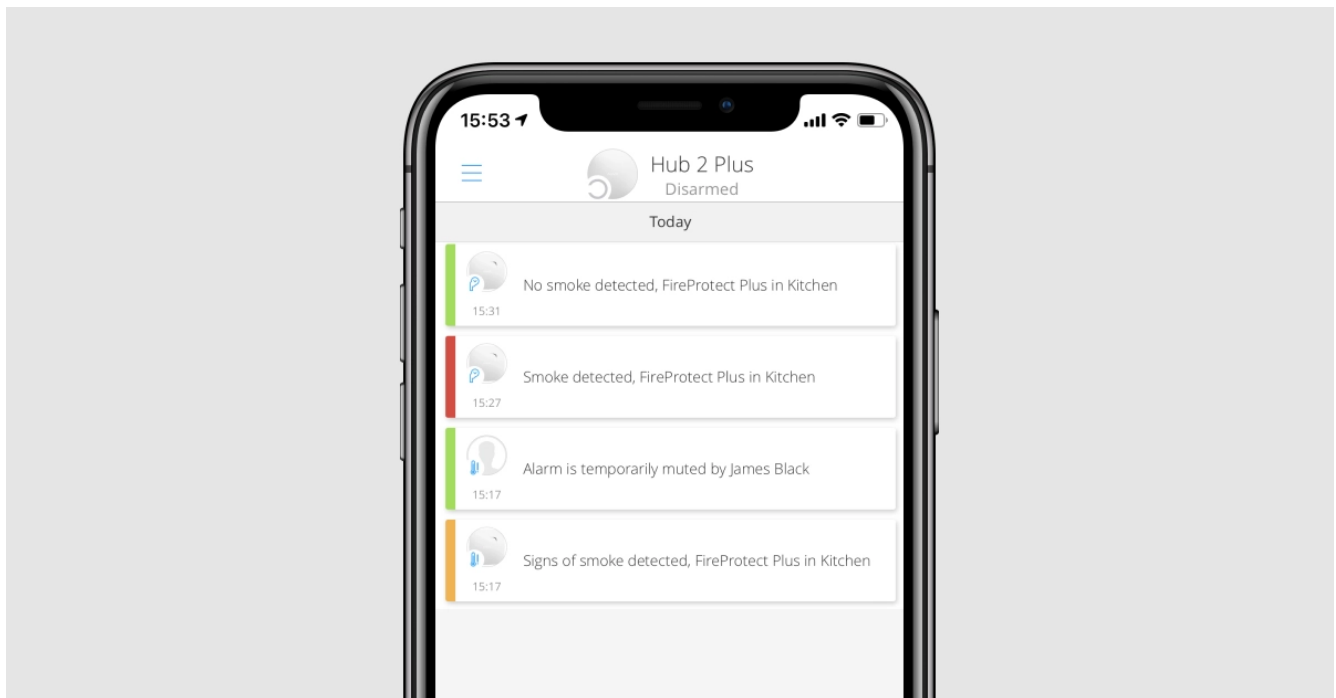 15:53
Hub 2 Plus
Disarmed
Today
No smoke detected, FireProtect Plus in Kitchen
15:31
Smoke detected, FireProtect Plus in Kitchen
15:27
Alarm is temporarily muted by James Black
15:17
Signs of smoke detected, FireProtect Plus in Kitchen
15:17